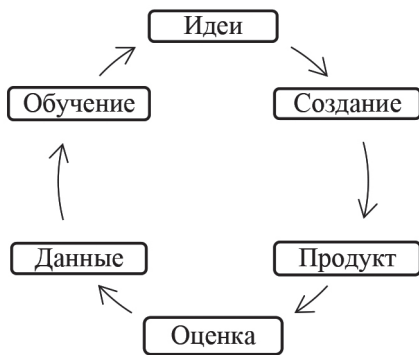 Идеи
Создание
Продукт
Оценка
Данные
Обучение